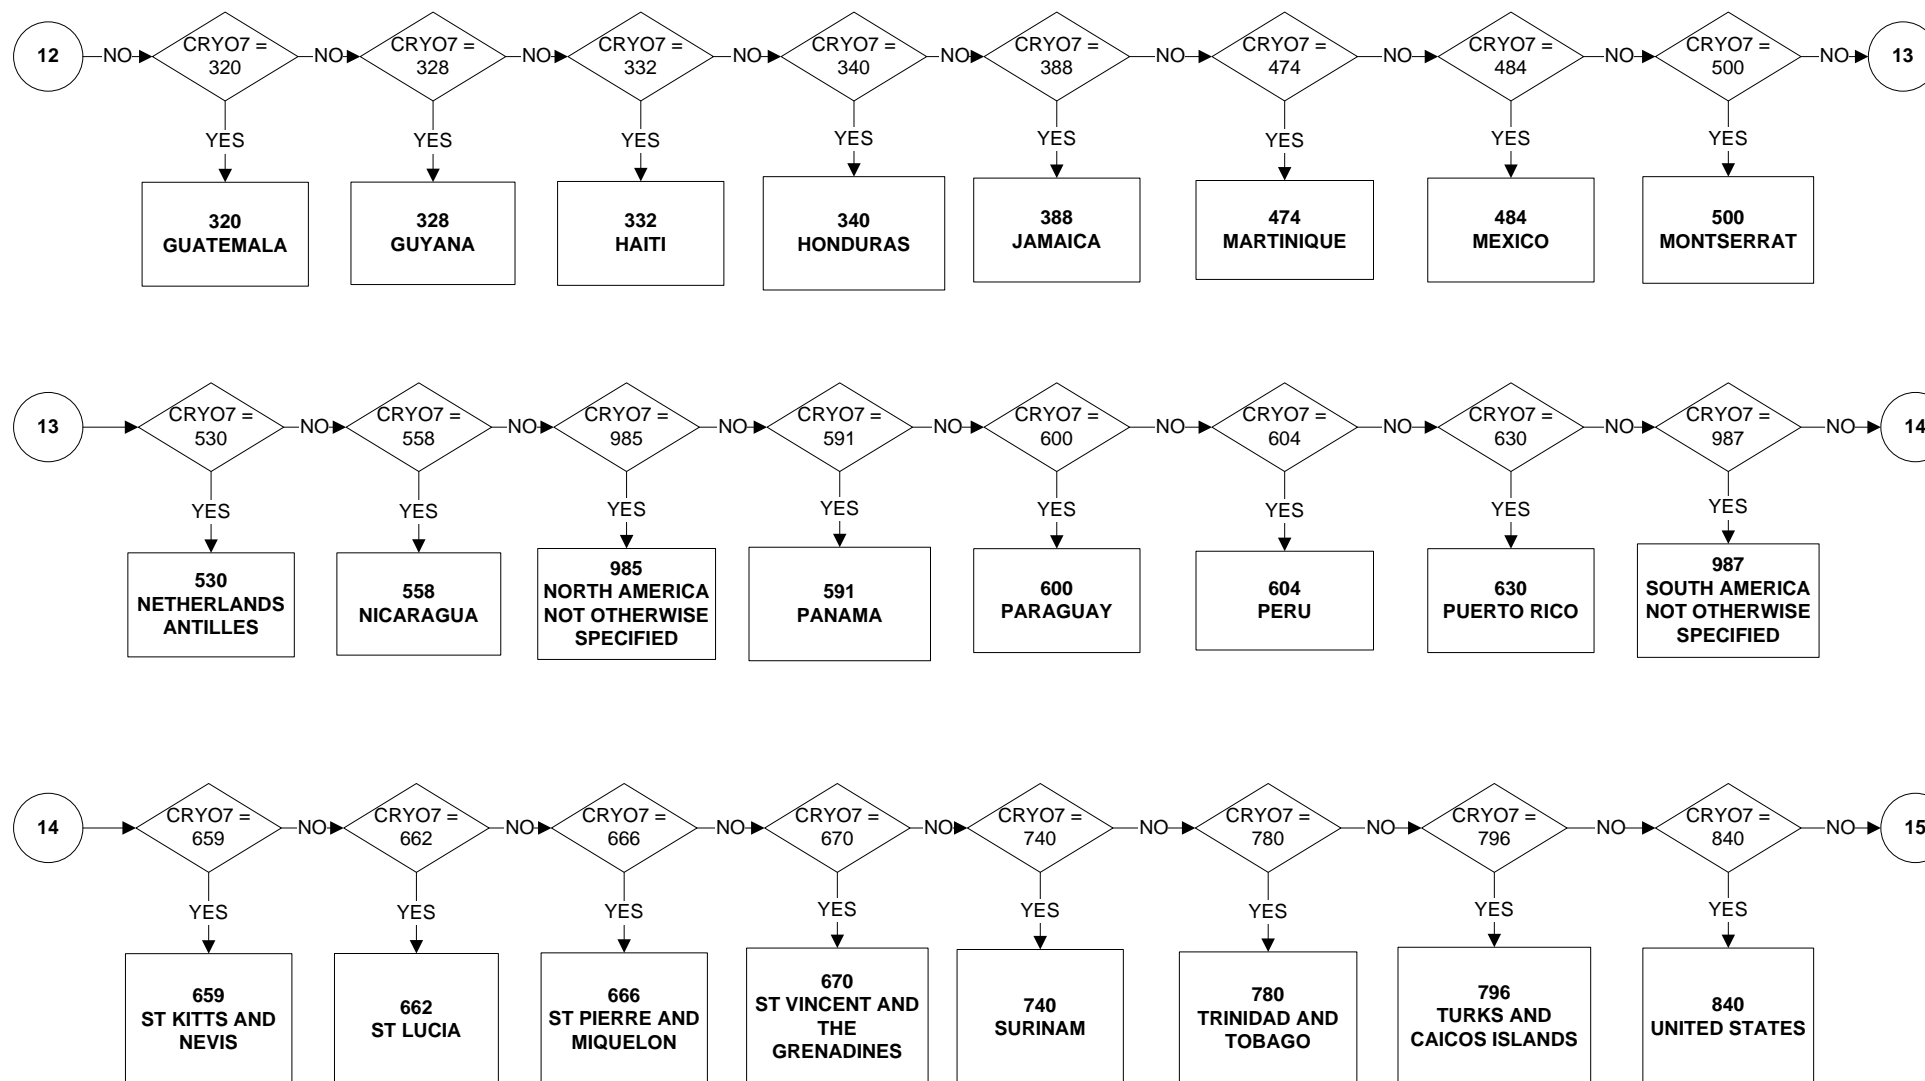 12
NO
CRYO7 =
320
NO
CRYO7 =
328
NO
CRYO7 =
332
NO
CRYO7 =
340
NO
CRYO7 =
388
NO
CRYO7 =
474
NO
CRYO7 =
484
NO
CRYO7 =
500
NO
13
YES
YES
YES
YES
YES
YES
YES
YES
320
GUATEMALA
328
GUYANA
332
HAITI
340
HONDURAS
388
JAMAICA
474
MARTINIQUE
484
MEXICO
500
MONTSERRAT
13
CRYO7 =
530
NO
CRYO7 =
558
NO
CRYO7 =
985
NO
CRYO7 =
591
NO
CRYO7 =
600
NO
CRYO7 =
604
NO
CRYO7 =
630
NO
CRYO7 =
987
NO
14
YES
YES
YES
YES
YES
YES
YES
YES
530
NETHERLANDS
ANTILLES
558
NICARAGUA
985
NORTH AMERICA
NOT OTHERWISE
SPECIFIED
591
PANAMA
600
PARAGUAY
604
PERU
630
PUERTO RICO
987
SOUTH AMERICA
NOT OTHERWISE
SPECIFIED
14
CRYO7 =
659
NO
CRYO7 =
662
NO
CRYO7 =
666
NO
CRYO7 =
670
NO
CRYO7 =
740
NO
CRYO7 =
780
NO
CRYO7 =
796
NO
CRYO7 =
840
NO
15
YES
YES
YES
YES
YES
YES
YES
YES
659
ST KITTS AND
NEVIS
662
ST LUCIA
666
ST PIERRE AND
MIQUELON
670
ST VINCENT AND
THE
GRENADINES
740
SURINAM
780
TRINIDAD AND
TOBAGO
796
TURKS AND
CAICOS ISLANDS
840
UNITED STATES